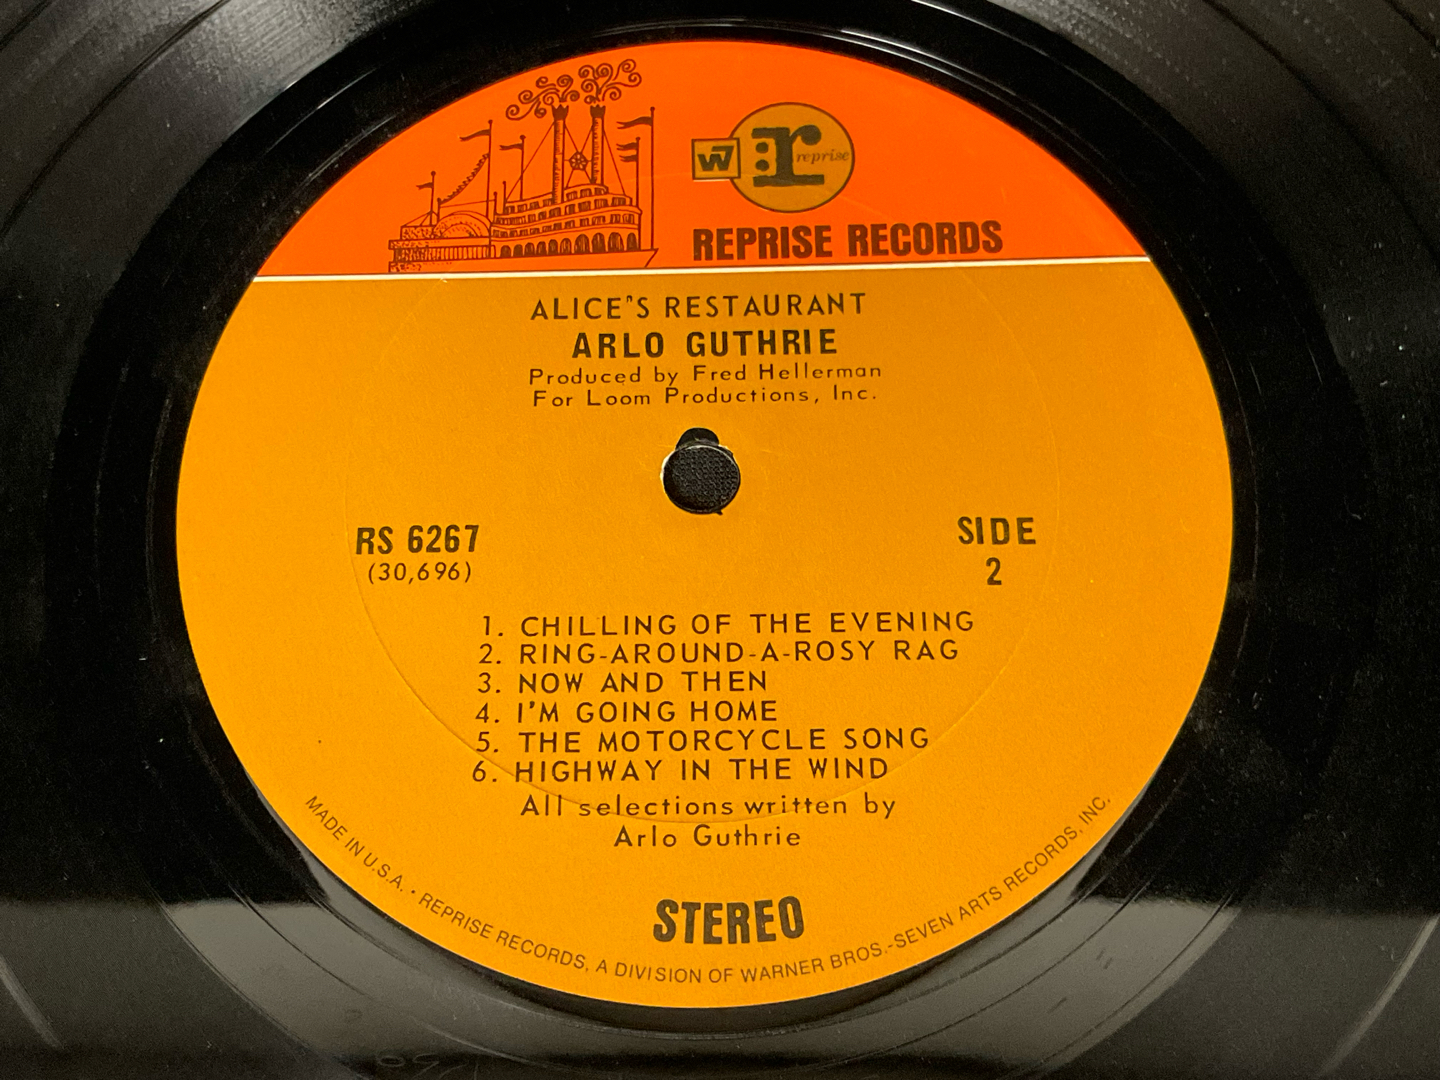 W7 r: reprise
REPRISE RECORDS
ALICE'S RESTAURANT
ARLO GUTHRIE
Produced by Fred Hellerman
For Loom Productions, Inc.
RS 6267
(30,696)
SIDE
2
1. CHILLING OF THE EVENING
2. RING-AROUND-A-ROSY RAG
3. NOW AND THEN
4. I'M GOING HOME
5. THE MOTORCYCLE SONG
6. HIGHWAY IN THE WIND
All selections written by
Arlo Guthrie
STEREO
MADE IN U.S.A. • REPRISE RECORDS, A DIVISION OF WARNER BROS.-SEVEN ARTS RECORDS, INC.